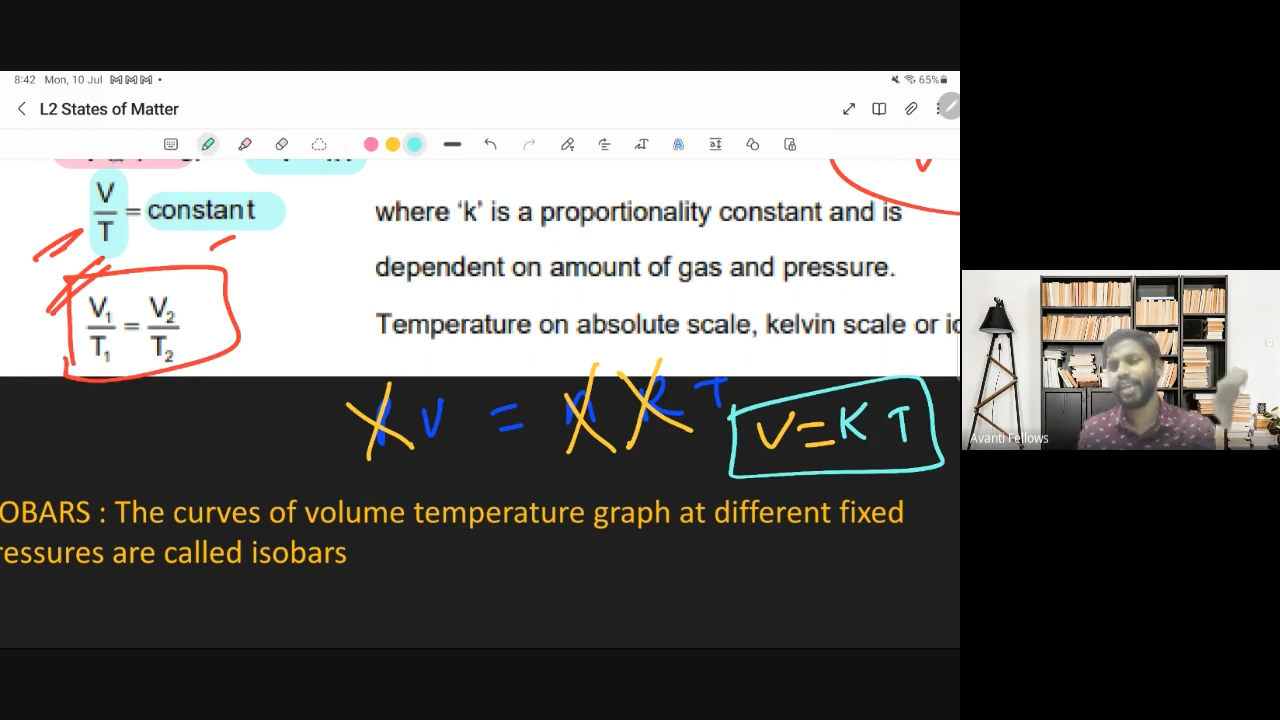 8:42 Mon, 10 Jul
65%
L2 States of Matter
V/T = constant
where ‘k’ is a proportionality constant and is
dependent on amount of gas and pressure.
V₁/T₁ = V₂/T₂
Temperature on absolute scale, kelvin scale or
V = n R T
V = K T
OBARS : The curves of volume temperature graph at different fixed
ressures are called isobars
Avanti Fellows